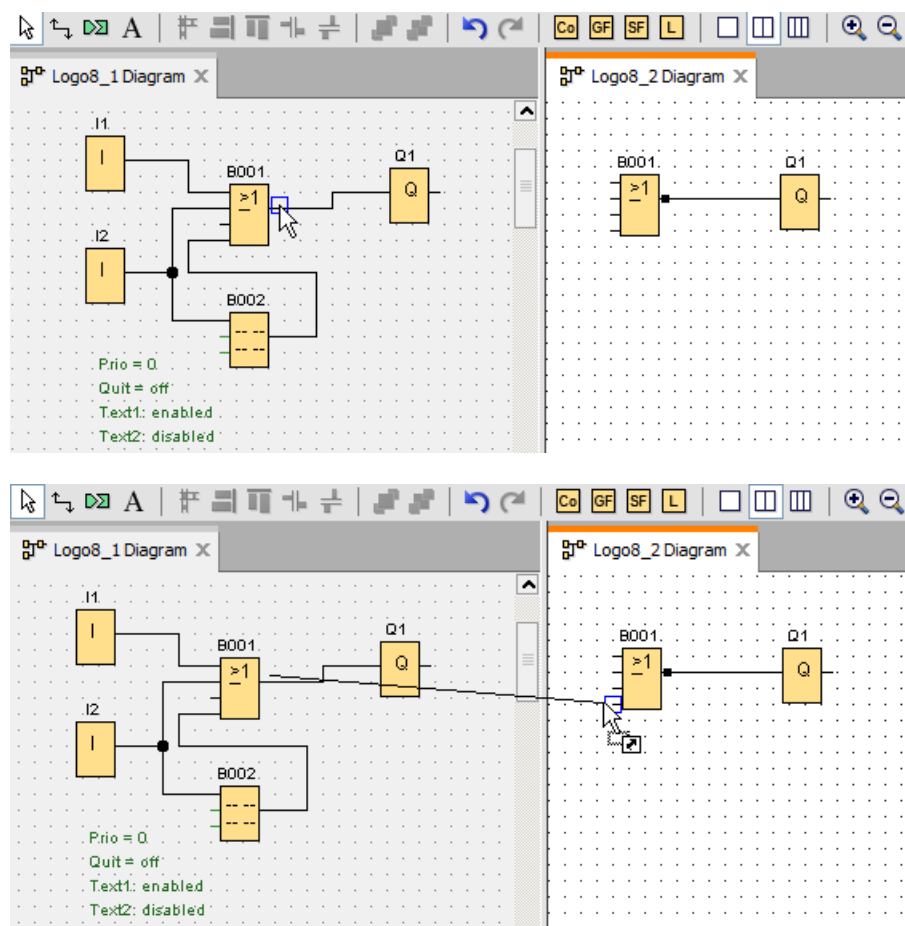 A Co GF SF L
Logo8_1 Diagram Logo8_2 Diagram
I1
I
B001
≥1
Q1
Q
I2
I
B002
Prio = 0
Quit = off
Text1: enabled
Text2: disabled
B001
≥1
Q1
Q
A Co GF SF L
Logo8_1 Diagram Logo8_2 Diagram
I1
I
B001
≥1
Q1
Q
I2
I
B002
Prio = 0
Quit = off
Text1: enabled
Text2: disabled
B001
≥1
Q1
Q